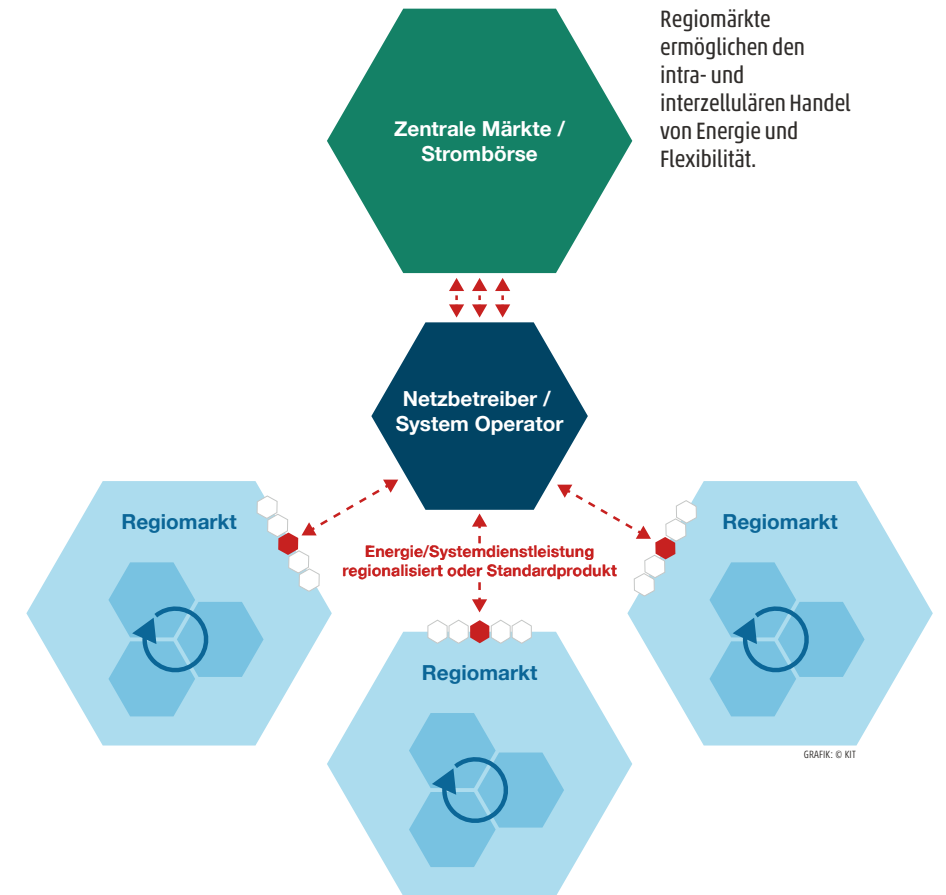 Regiomärkte
ermöglichen den
intra- und
interzellulären Handel
von Energie und
Flexibilität.
Zentrale Märkte /
Strombörse
Netzbetreiber /
System Operator
Regiomarkt
Regiomarkt
Energie/Systemdienstleistung
regionalisiert oder Standardprodukt
Regiomarkt
GRAFIK: © KIT